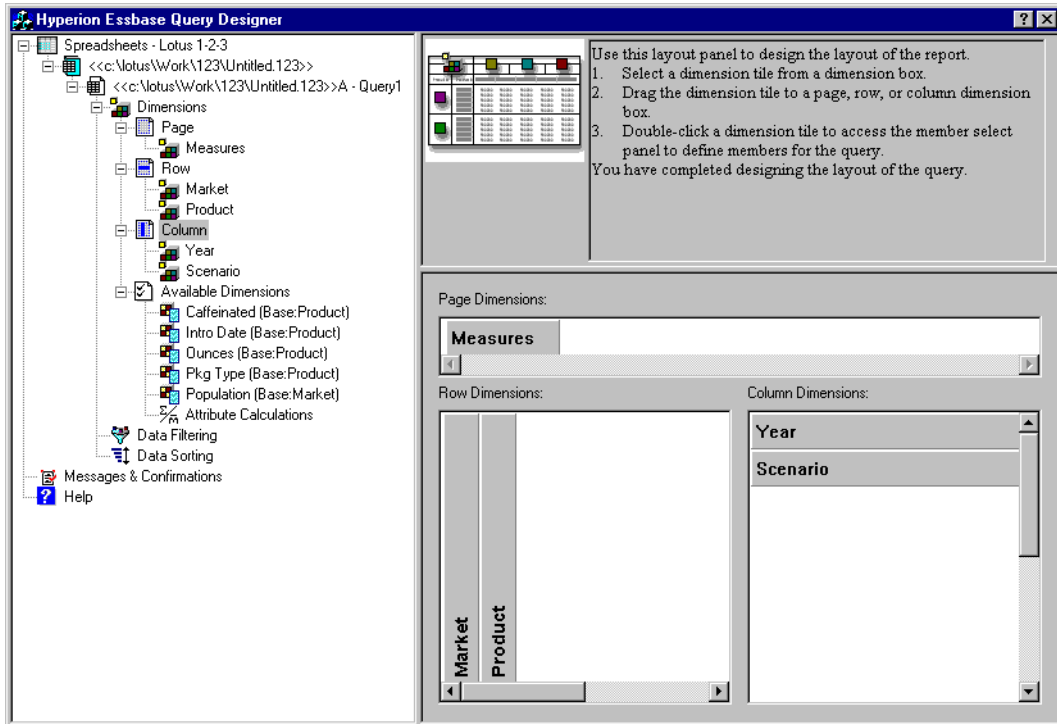 Hyperion Essbase Query Designer
Spreadsheets - Lotus 1-2-3
<<c:\lotus\Work\123\Untitled.123>>
<<c:\lotus\Work\123\Untitled.123>>A - Query1
Dimensions
Page
Measures
Row
Market
Product
Column
Year
Scenario
Available Dimensions
Caffeinated (Base:Product)
Intro Date (Base:Product)
Ounces (Base:Product)
Pkg Type (Base:Product)
Population (Base:Market)
Attribute Calculations
Data Filtering
Data Sorting
Messages & Confirmations
Help
Use this layout panel to design the layout of the report.
1. Select a dimension tile from a dimension box.
2. Drag the dimension tile to a page, row, or column dimension
box.
3. Double-click a dimension tile to access the member select
panel to define members for the query.
You have completed designing the layout of the query.
Page Dimensions:
Measures
Row Dimensions:
Market
Product
Column Dimensions:
Year
Scenario